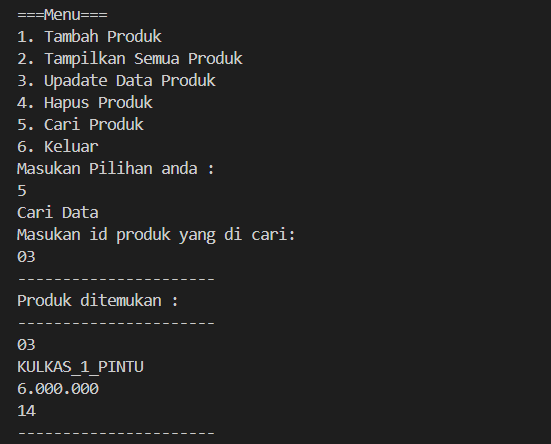 ===Menu===
1. Tambah Produk
2. Tampilkan Semua Produk
3. Upadate Data Produk
4. Hapus Produk
5. Cari Produk
6. Keluar
Masukan Pilihan anda :
5
Cari Data
Masukan id produk yang di cari:
03
----------------------
Produk ditemukan :
----------------------
03
KULKAS_1_PINTU
6.000.000
14
----------------------